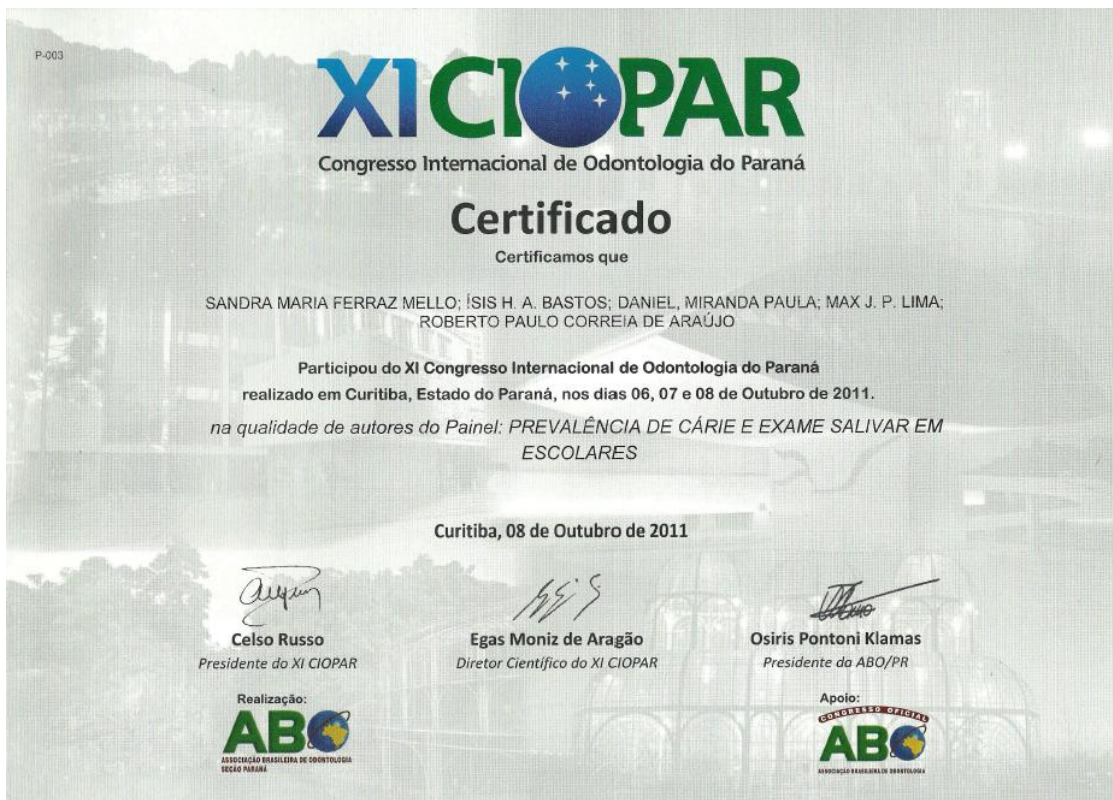 P-003
XI CIOPAR
Congresso Internacional de Odontologia do Paraná
Certificado
Certificamos que
SANDRA MARIA FERRAZ MELLO; ÍSIS H. A. BASTOS; DANIEL, MIRANDA PAULA; MAX J. P. LIMA;
ROBERTO PAULO CORREIA DE ARAÚJO
Participou do XI Congresso Internacional de Odontologia do Paraná
realizado em Curitiba, Estado do Paraná, nos dias 06, 07 e 08 de Outubro de 2011.
na qualidade de autores do Painel: PREVALÊNCIA DE CÁRIE E EXAME SALIVAR EM
ESCOLARES
Curitiba, 08 de Outubro de 2011
Celso Russo
Presidente do XI CIOPAR
Egas Moniz de Aragão
Diretor Científico do XI CIOPAR
Osiris Pontoni Klamas
Presidente da ABO/PR
Realização:
ABO
ASSOCIAÇÃO BRASILEIRA DE ODONTOLOGIA
SEÇÃO PARANÁ
Apoio:
CONGRESSO OFICIAL
ABO
ASSOCIAÇÃO BRASILEIRA DE ODONTOLOGIA